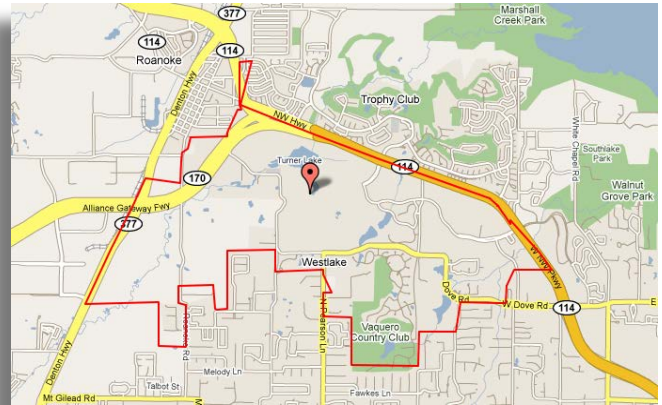 377
Marshall
Creek Park
114
Roanoke
114
Denton Hwy
Trophy Club
NW Hwy
White Chapel Rd
Southlake
Park
Turner Lake
114
170
Walnut
Grove Park
Alliance Gateway Fwy
377
W NW Pkwy
Westlake
Dove Rd
W Dove Rd
E
114
N Pearson Ln
Roanoke Rd
Vaquero
Country Club
Denton Hwy
Melody Ln
Talbot St
Fawkes Ln
Mt Gilead Rd